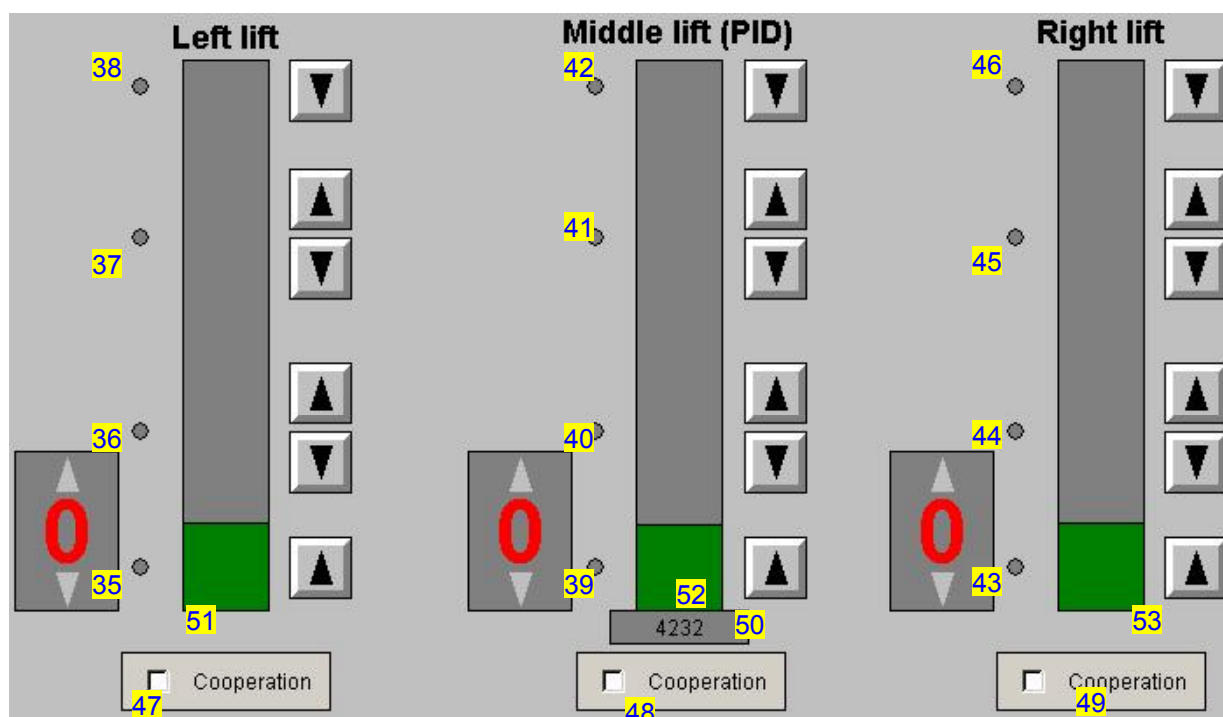 Left lift Middle lift (PID) Right lift
38 42 46
37 41 45
36 40 44
0 0 0
35 39 43
51 52 53
4232 50
Cooperation Cooperation Cooperation
47 48 49